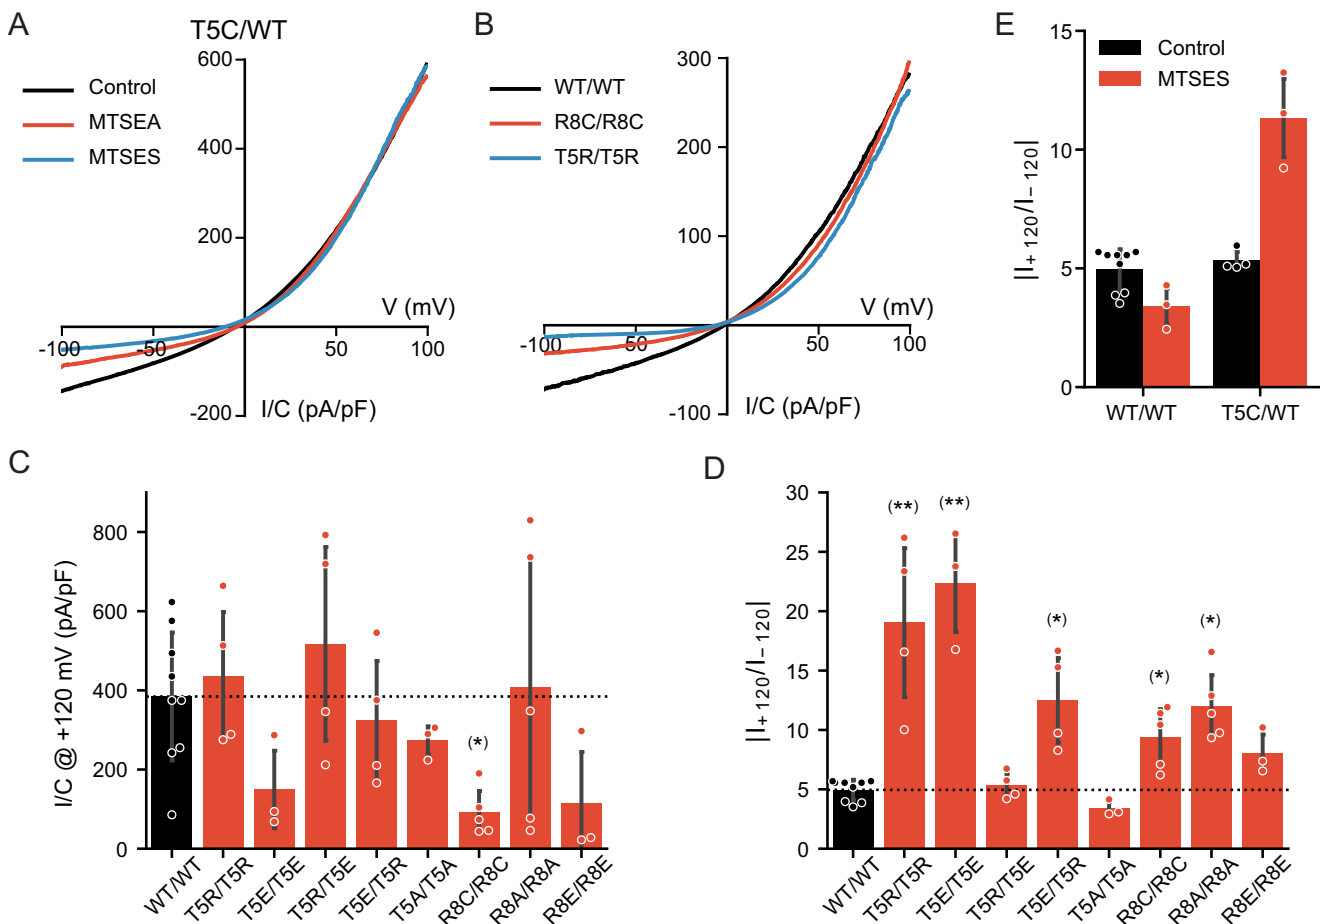 A
T5C/WT
Control
MTSEA
MTSES
600
400
200
-200
-100
-50
50
100
V (mV)
I/C (pA/pF)
B
WT/WT
R8C/R8C
T5R/T5R
300
200
100
-100
-100
-50
50
100
V (mV)
I/C (pA/pF)
E
Control
MTSES
|I+ 120/I− 120|
15
10
5
0
WT/WT
T5C/WT
C
I/C @ +120 mV (pA/pF)
800
600
400
200
0
(*)
WT/WT
T5R/T5R
T5E/T5E
T5R/T5E
T5E/T5R
T5A/T5A
R8C/R8C
R8A/R8A
R8E/R8E
D
|I+ 120/I− 120|
30
25
20
15
10
5
0
(**)
(**)
(*)
(*)
(*)
WT/WT
T5R/T5R
T5E/T5E
T5R/T5E
T5E/T5R
T5A/T5A
R8C/R8C
R8A/R8A
R8E/R8E